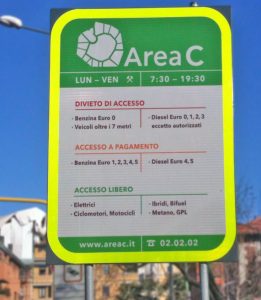 Area C
LUN - VEN 7:30 - 19:30
DIVIETO DI ACCESSO
· Benzina Euro 0
· Veicoli oltre i 7 metri
· Diesel Euro 0, 1, 2, 3
eccetto autorizzati
ACCESSO A PAGAMENTO
· Benzina Euro 1, 2, 3, 4, 5
· Diesel Euro 4, 5
ACCESSO LIBERO
· Elettrici
· Ciclomotori, Motocicli
· Ibridi, Bifuel
· Metano, GPL
www.areac.it ☎ 02.02.02